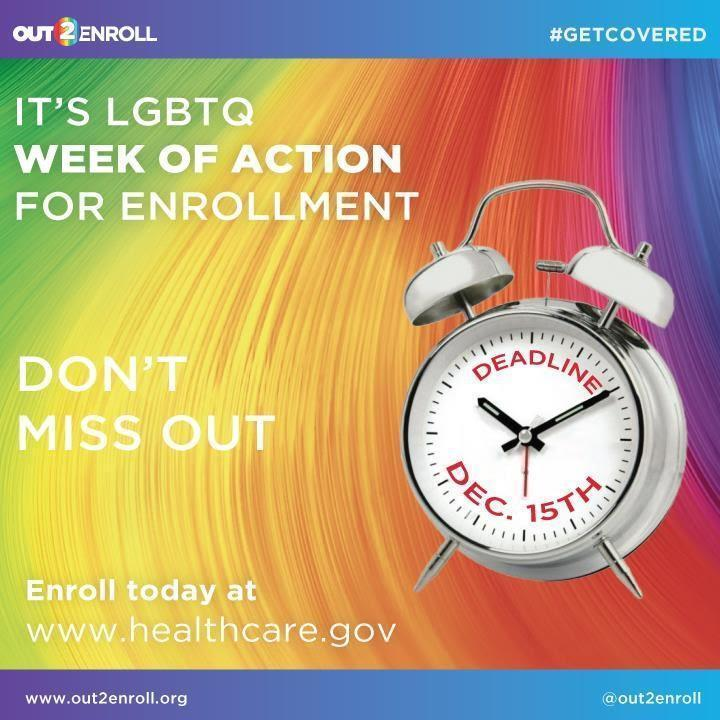 OUT2ENROLL
#GETCOVERED
IT'S LGBTQ
WEEK OF ACTION
FOR ENROLLMENT
DON'T
MISS OUT
DEADLINE
DEC. 15TH
Enroll today at
www.healthcare.gov
www.out2enroll.org
@out2enroll